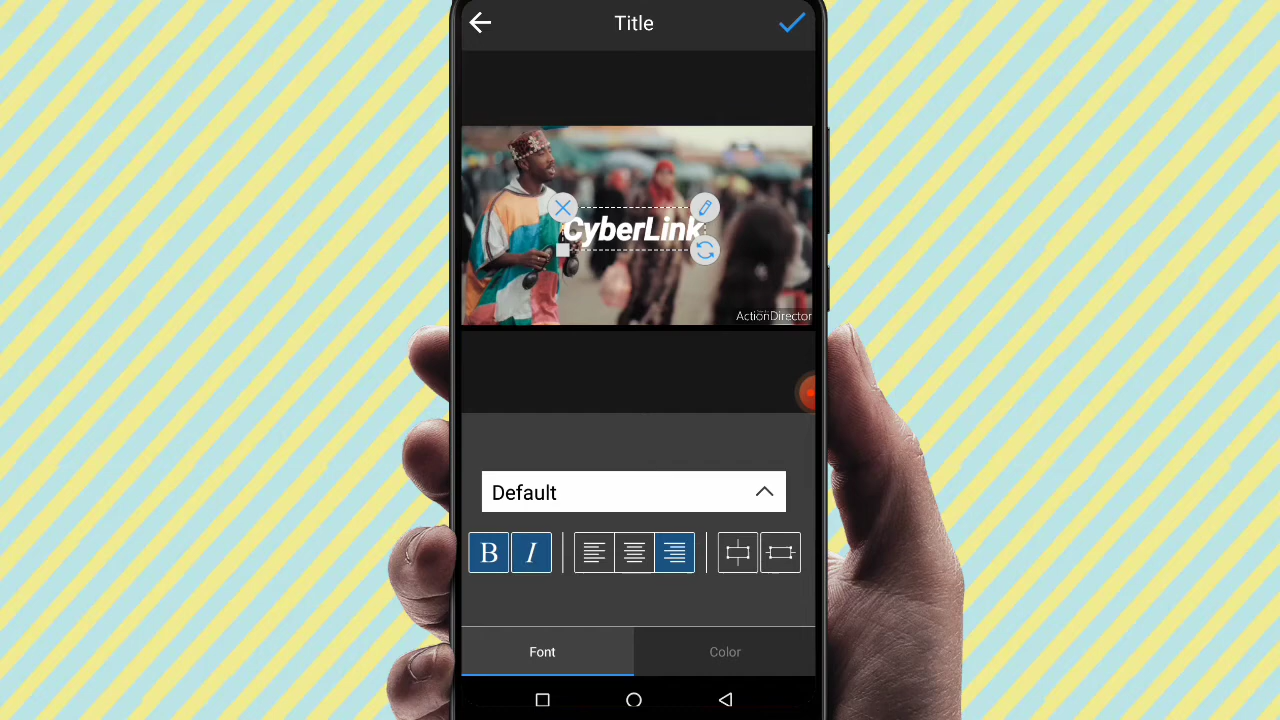 Title
CyberLink
ActionDirector
Default
B I
Font
Color